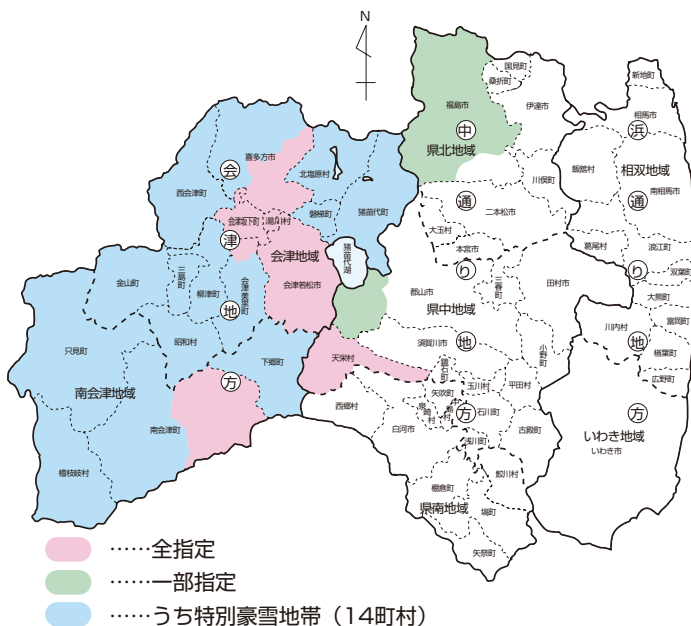 N
国見町
桑折町
新地町
福島市
伊達市
相馬市
中
浜
県北地域
喜多方市
会
北塩原村
西会津町
飯舘村
相双地域
川俣町
磐梯町
猪苗代町
会津坂下町
湯川村
通
二本松市
通
南相馬市
大玉村
津
会津地域
猪苗代湖
本宮市
葛尾村
浪江町
金山町
三島町
柳津町
会津美里町
会津若松市
り
郡山市
三春町
田村市
り
双葉町
県中地域
大熊町
地
富岡町
昭和村
只見町
下郷町
天栄村
須賀川市
地
小野町
川内村
地
楢葉町
鏡石町
広野町
南会津地域
方
玉川村
平田村
矢吹町
西郷村
泉崎村
中島村
方
石川町
方
南会津町
白河市
浅川町
古殿町
いわき地域
いわき市
檜枝岐村
鮫川村
棚倉町
県南地域
塙町
矢祭町
……全指定
……一部指定
……うち特別豪雪地帯（14町村）